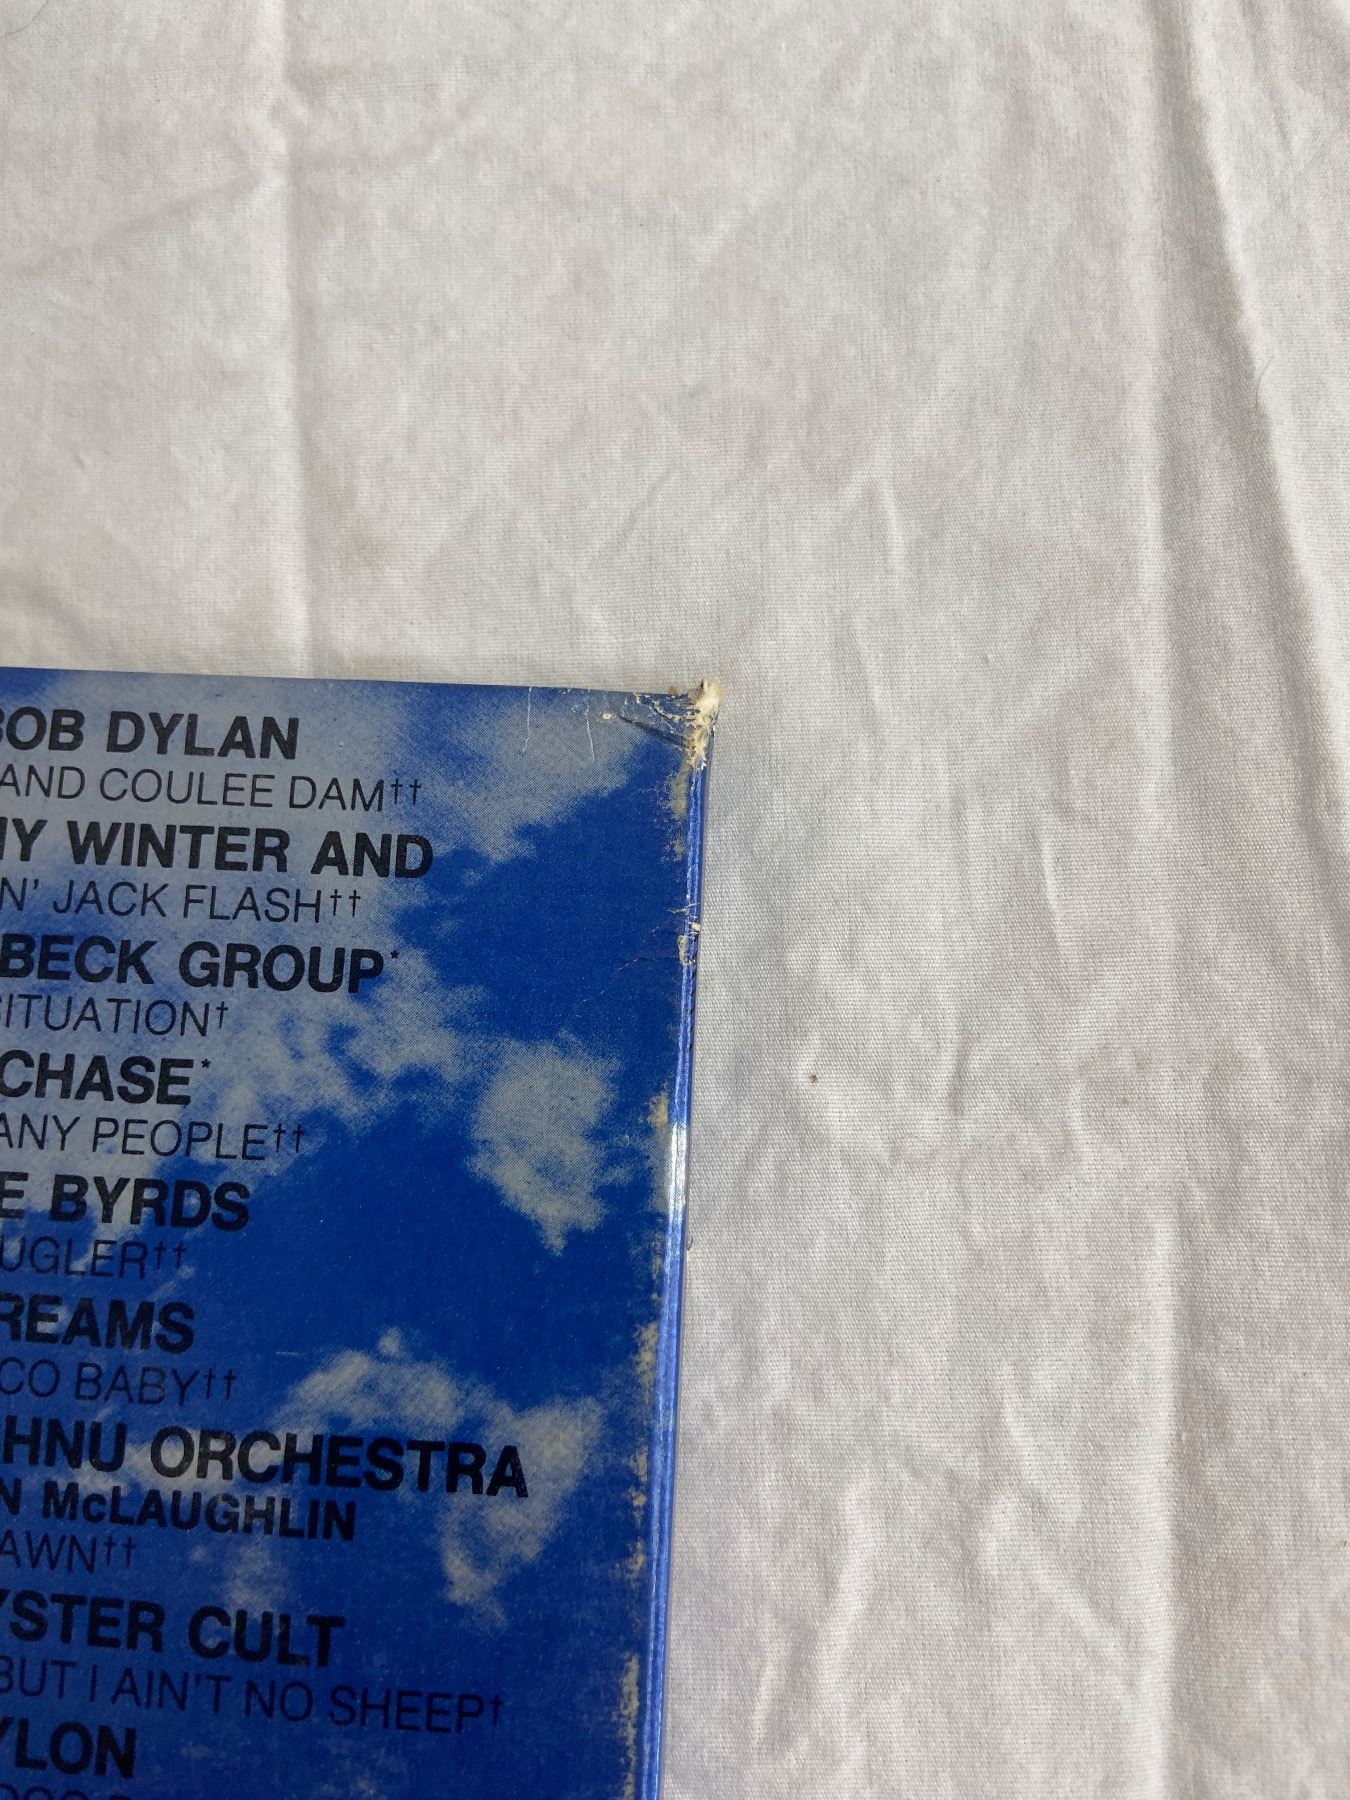 BOB DYLAN
AND COULEE DAM††
NY WINTER AND
N' JACK FLASH††
BECK GROUP*
SITUATION†
CHASE*
ANY PEOPLE††
E BYRDS
UGLER††
REAMS
CO BABY††
SHNU ORCHESTRA
N McLAUGHLIN
AWN††
YSTER CULT
BUT I AIN'T NO SHEEP†
YLON